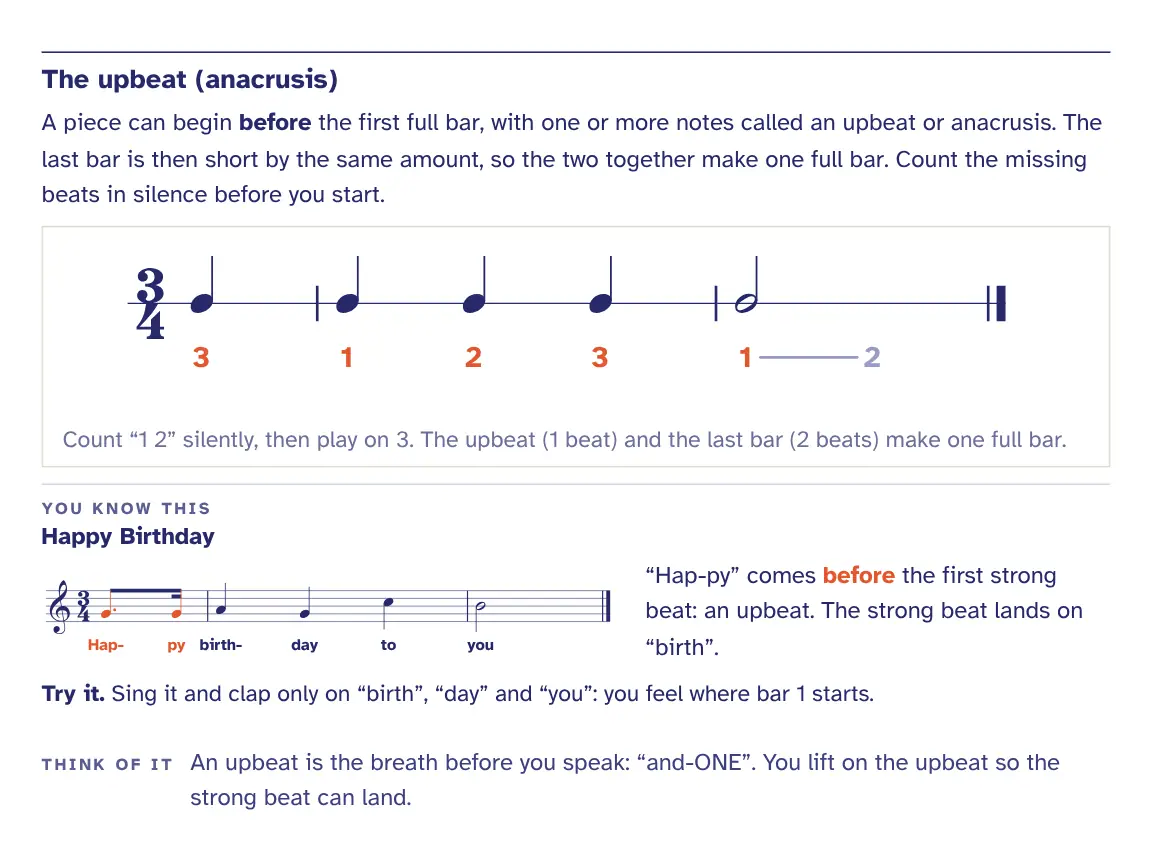 The upbeat (anacrusis)
A piece can begin before the first full bar, with one or more notes called an upbeat or anacrusis. The
last bar is then short by the same amount, so the two together make one full bar. Count the missing
beats in silence before you start.
3
4
3 1 2 3 1 2
Count “1 2” silently, then play on 3. The upbeat (1 beat) and the last bar (2 beats) make one full bar.
YOU KNOW THIS
Happy Birthday
3
4
Hap- py birth- day to you
“Hap-py” comes before the first strong
beat: an upbeat. The strong beat lands on
“birth”.
Try it. Sing it and clap only on “birth”, “day” and “you”: you feel where bar 1 starts.
THINK OF IT An upbeat is the breath before you speak: “and-ONE”. You lift on the upbeat so the
strong beat can land.